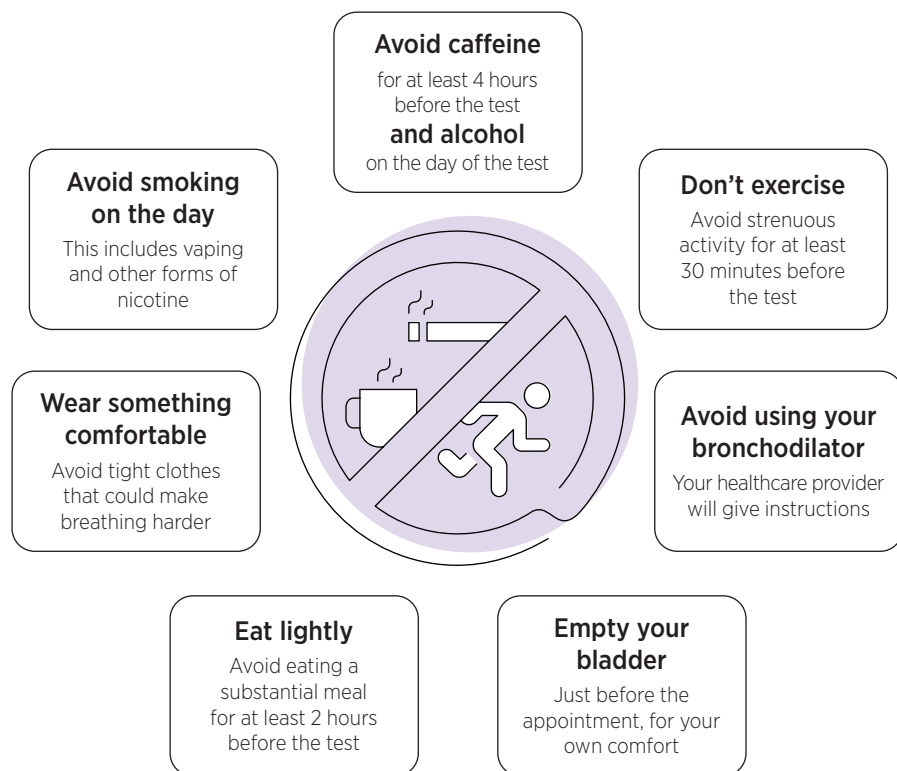 Avoid caffeine
for at least 4 hours
before the test
and alcohol
on the day of the test
Avoid smoking
on the day
This includes vaping
and other forms of
nicotine
Don’t exercise
Avoid strenuous
activity for at least
30 minutes before
the test
Wear something
comfortable
Avoid tight clothes
that could make
breathing harder
Avoid using your
bronchodilator
Your healthcare provider
will give instructions
Eat lightly
Avoid eating a
substantial meal
for at least 2 hours
before the test
Empty your
bladder
Just before the
appointment, for your
own comfort